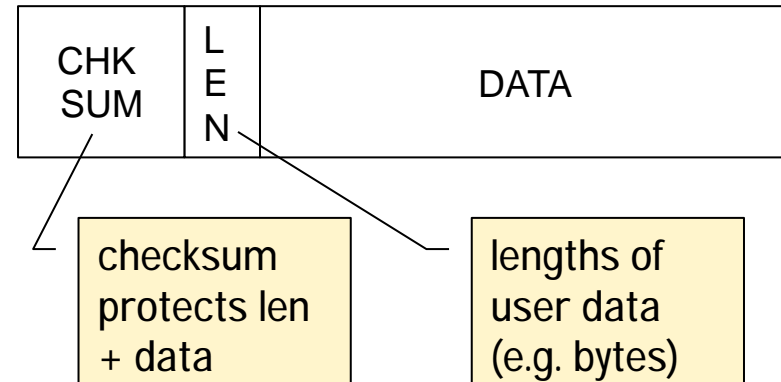 CHK
SUM
L
E
N
DATA
checksum
protects len
+ data
lengths of
user data
(e.g. bytes)